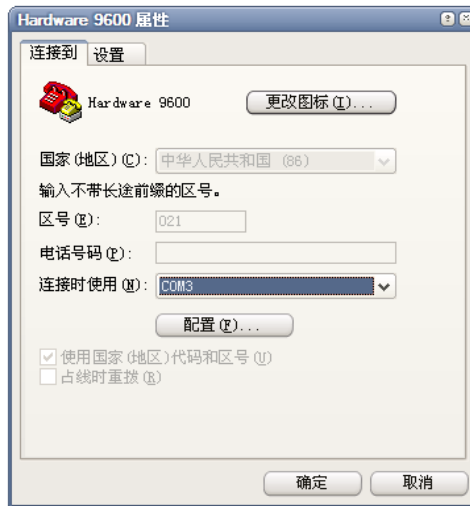 Hardware 9600 属性
连接到 设置
Hardware 9600 更改图标(I)...
国家(地区)(C): 中华人民共和国 (86)
输入不带长途前缀的区号。
区号(E): 021
电话号码(P):
连接时使用(N): COM3
配置(F)...
使用国家(地区)代码和区号(U)
占线时重拨(R)
确定 取消